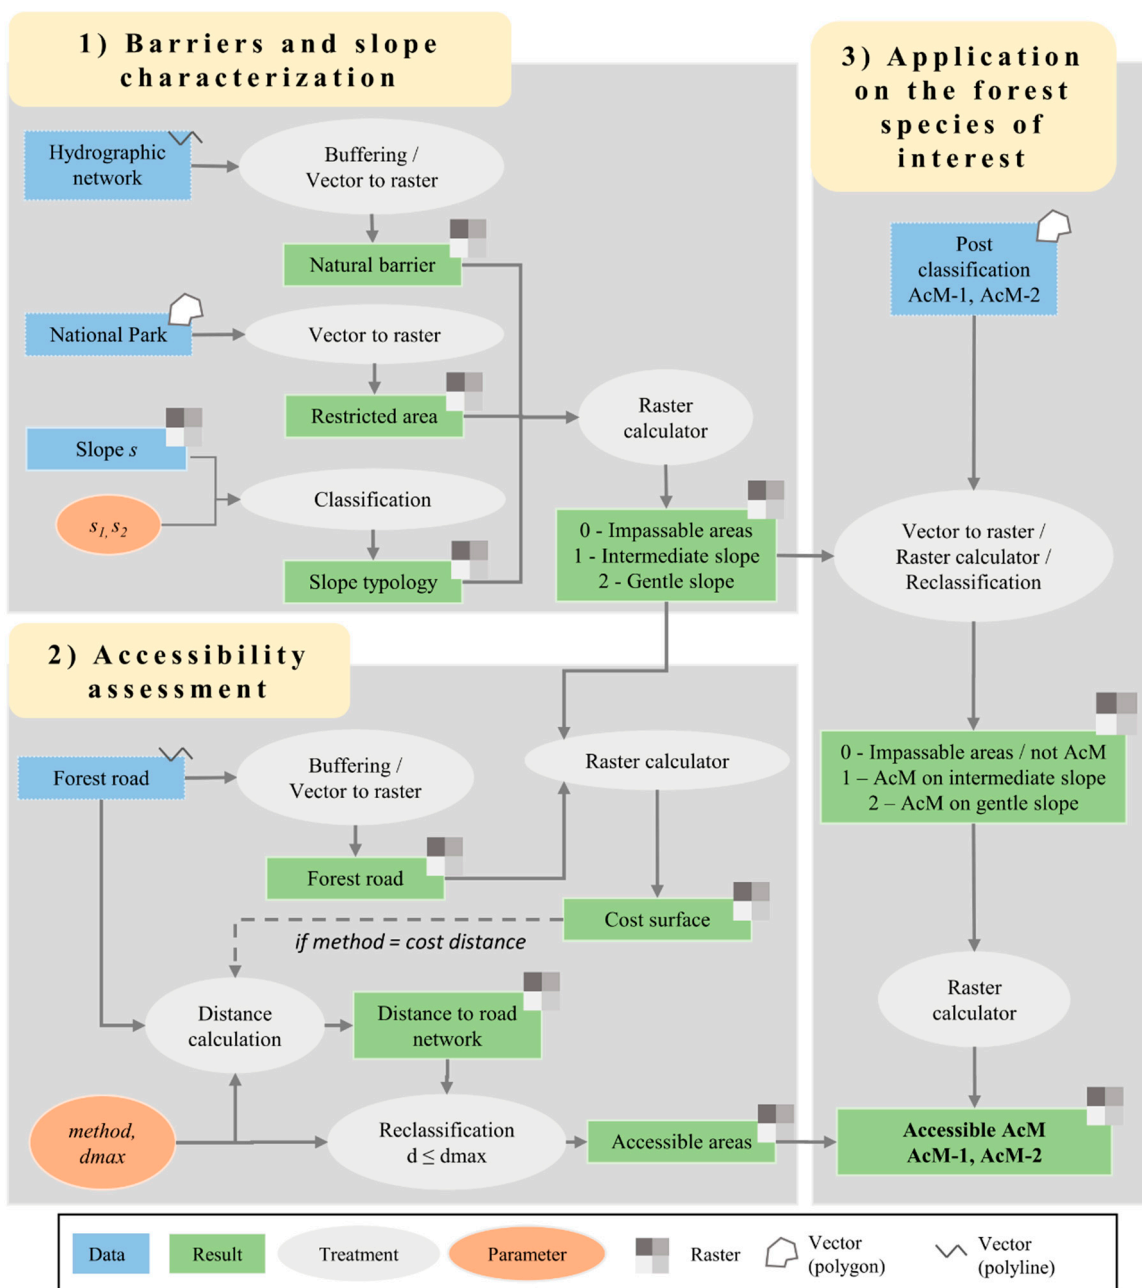 1) Barriers and slope
characterization
Hydrographic
network
Buffering /
Vector to raster
Natural barrier
National Park
Vector to raster
Restricted area
Slope s
s1, s2
Classification
Slope typology
Raster
calculator
0 - Impassable areas
1 - Intermediate slope
2 - Gentle slope
2) Accessibility
assessment
Forest road
Buffering /
Vector to raster
Forest road
Raster calculator
Cost surface
if method = cost distance
Distance
calculation
Distance to road
network
method,
dmax
Reclassification
d ≤ dmax
Accessible areas
3) Application
on the forest
species of
interest
Post
classification
AcM-1, AcM-2
Vector to raster /
Raster calculator /
Reclassification
0 - Impassable areas / not AcM
1 – AcM on intermediate slope
2 – AcM on gentle slope
Raster
calculator
Accessible AcM
AcM-1, AcM-2
Data
Result
Treatment
Parameter
Raster
Vector
(polygon)
Vector
(polyline)